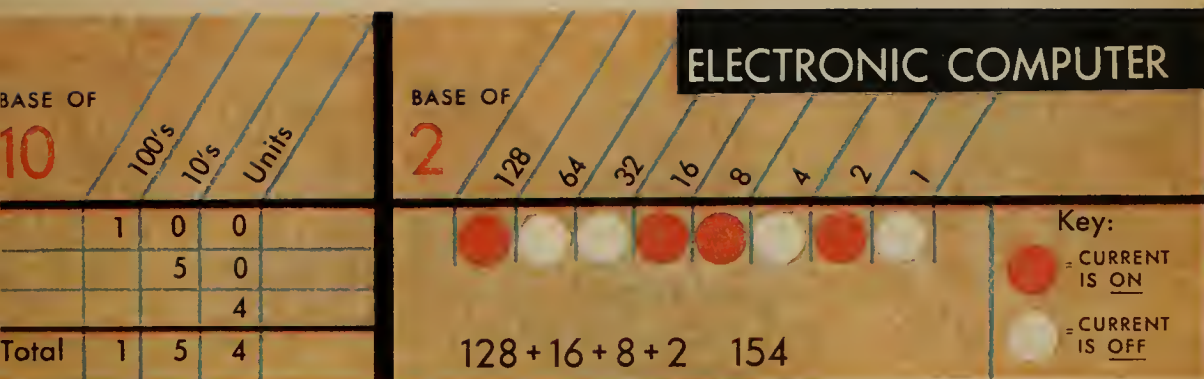 BASE OF
10
100's 10's Units
1 0 0
5 0
4
Total 1 5 4
ELECTRONIC COMPUTER
BASE OF
2
128 64 32 16 8 4 2 1
128 + 16 + 8 + 2 154
Key:
= CURRENT
IS ON
= CURRENT
IS OFF